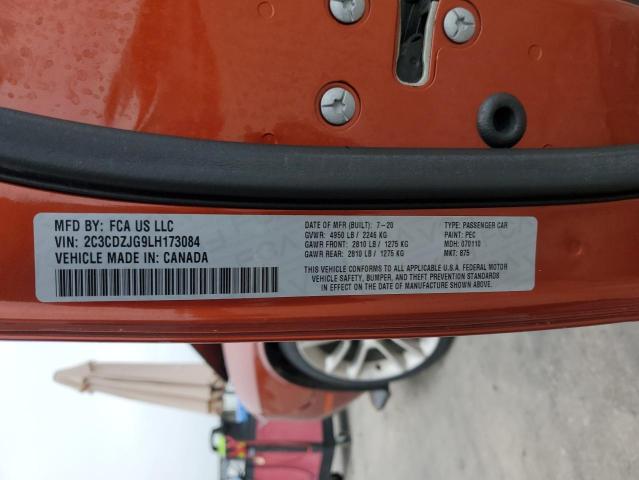 MFD BY: FCA US LLC
VIN: 2C3CDZJG9LH173084
VEHICLE MADE IN: CANADA
DATE OF MFR (BUILT): 7-20
GVWR: 4950 LB / 2246 KG
GAWR FRONT: 2810 LB / 1275 KG
GAWR REAR: 2810 LB / 1275 KG
TYPE: PASSENGER CAR
PAINT: PEC
MDH: 070110
MKT: 875
THIS VEHICLE CONFORMS TO ALL APPLICABLE U.S.A. FEDERAL MOTOR
VEHICLE SAFETY, BUMPER, AND THEFT PREVENTION STANDARDS
IN EFFECT ON THE DATE OF MANUFACTURE SHOWN ABOVE.